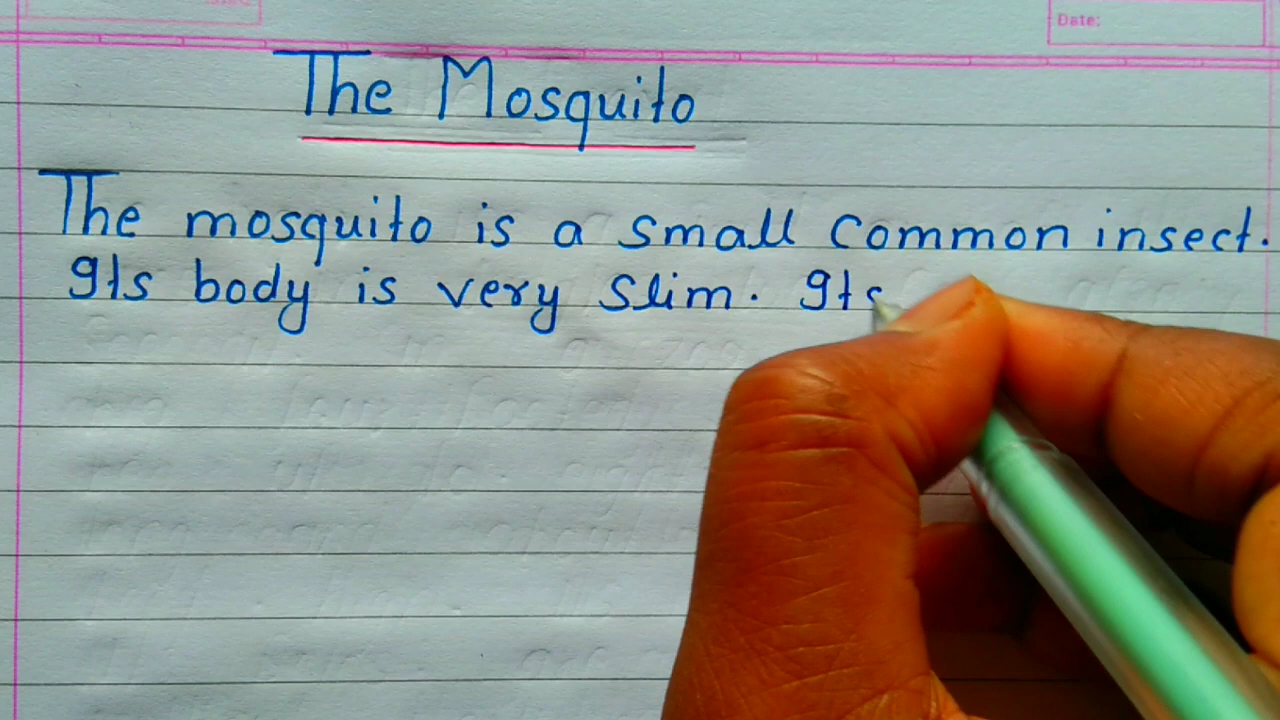 Date:
The Mosquito
The mosquito is a small common insect.
Its body is very slim. Its